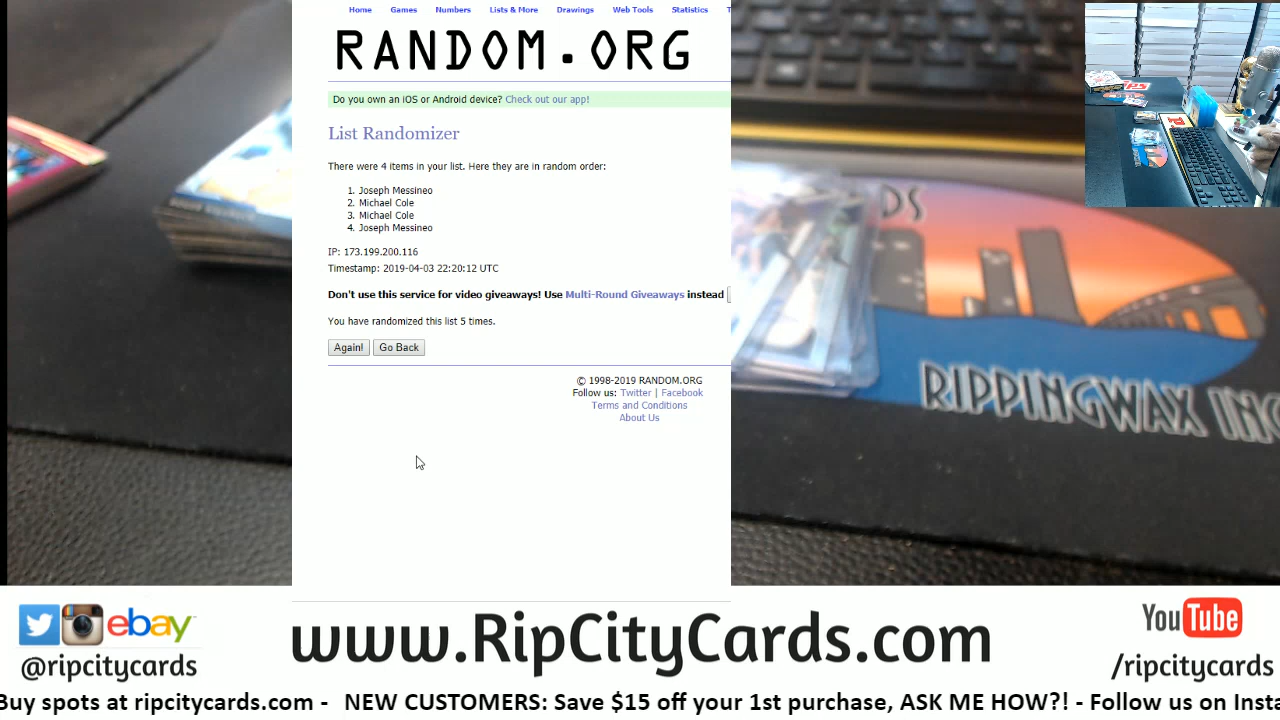 Home Games Numbers Lists & More Drawings Web Tools Statistics T
RANDOM.ORG
Do you own an iOS or Android device? Check out our app!
List Randomizer
There were 4 items in your list. Here they are in random order:
1. Joseph Messineo
2. Michael Cole
3. Michael Cole
4. Joseph Messineo
IP: 173.199.200.116
Timestamp: 2019-04-03 22:20:12 UTC
Don't use this service for video giveaways! Use Multi-Round Giveaways instead
You have randomized this list 5 times.
Again! Go Back
© 1998-2019 RANDOM.ORG
Follow us: Twitter | Facebook
Terms and Conditions
About Us
DS
RIPPINGWAX INC
ebay
@ripcitycards
www.RipCityCards.com
YouTube
/ripcitycards
Buy spots at ripcitycards.com - NEW CUSTOMERS: Save $15 off your 1st purchase, ASK ME HOW?! - Follow us on Insta